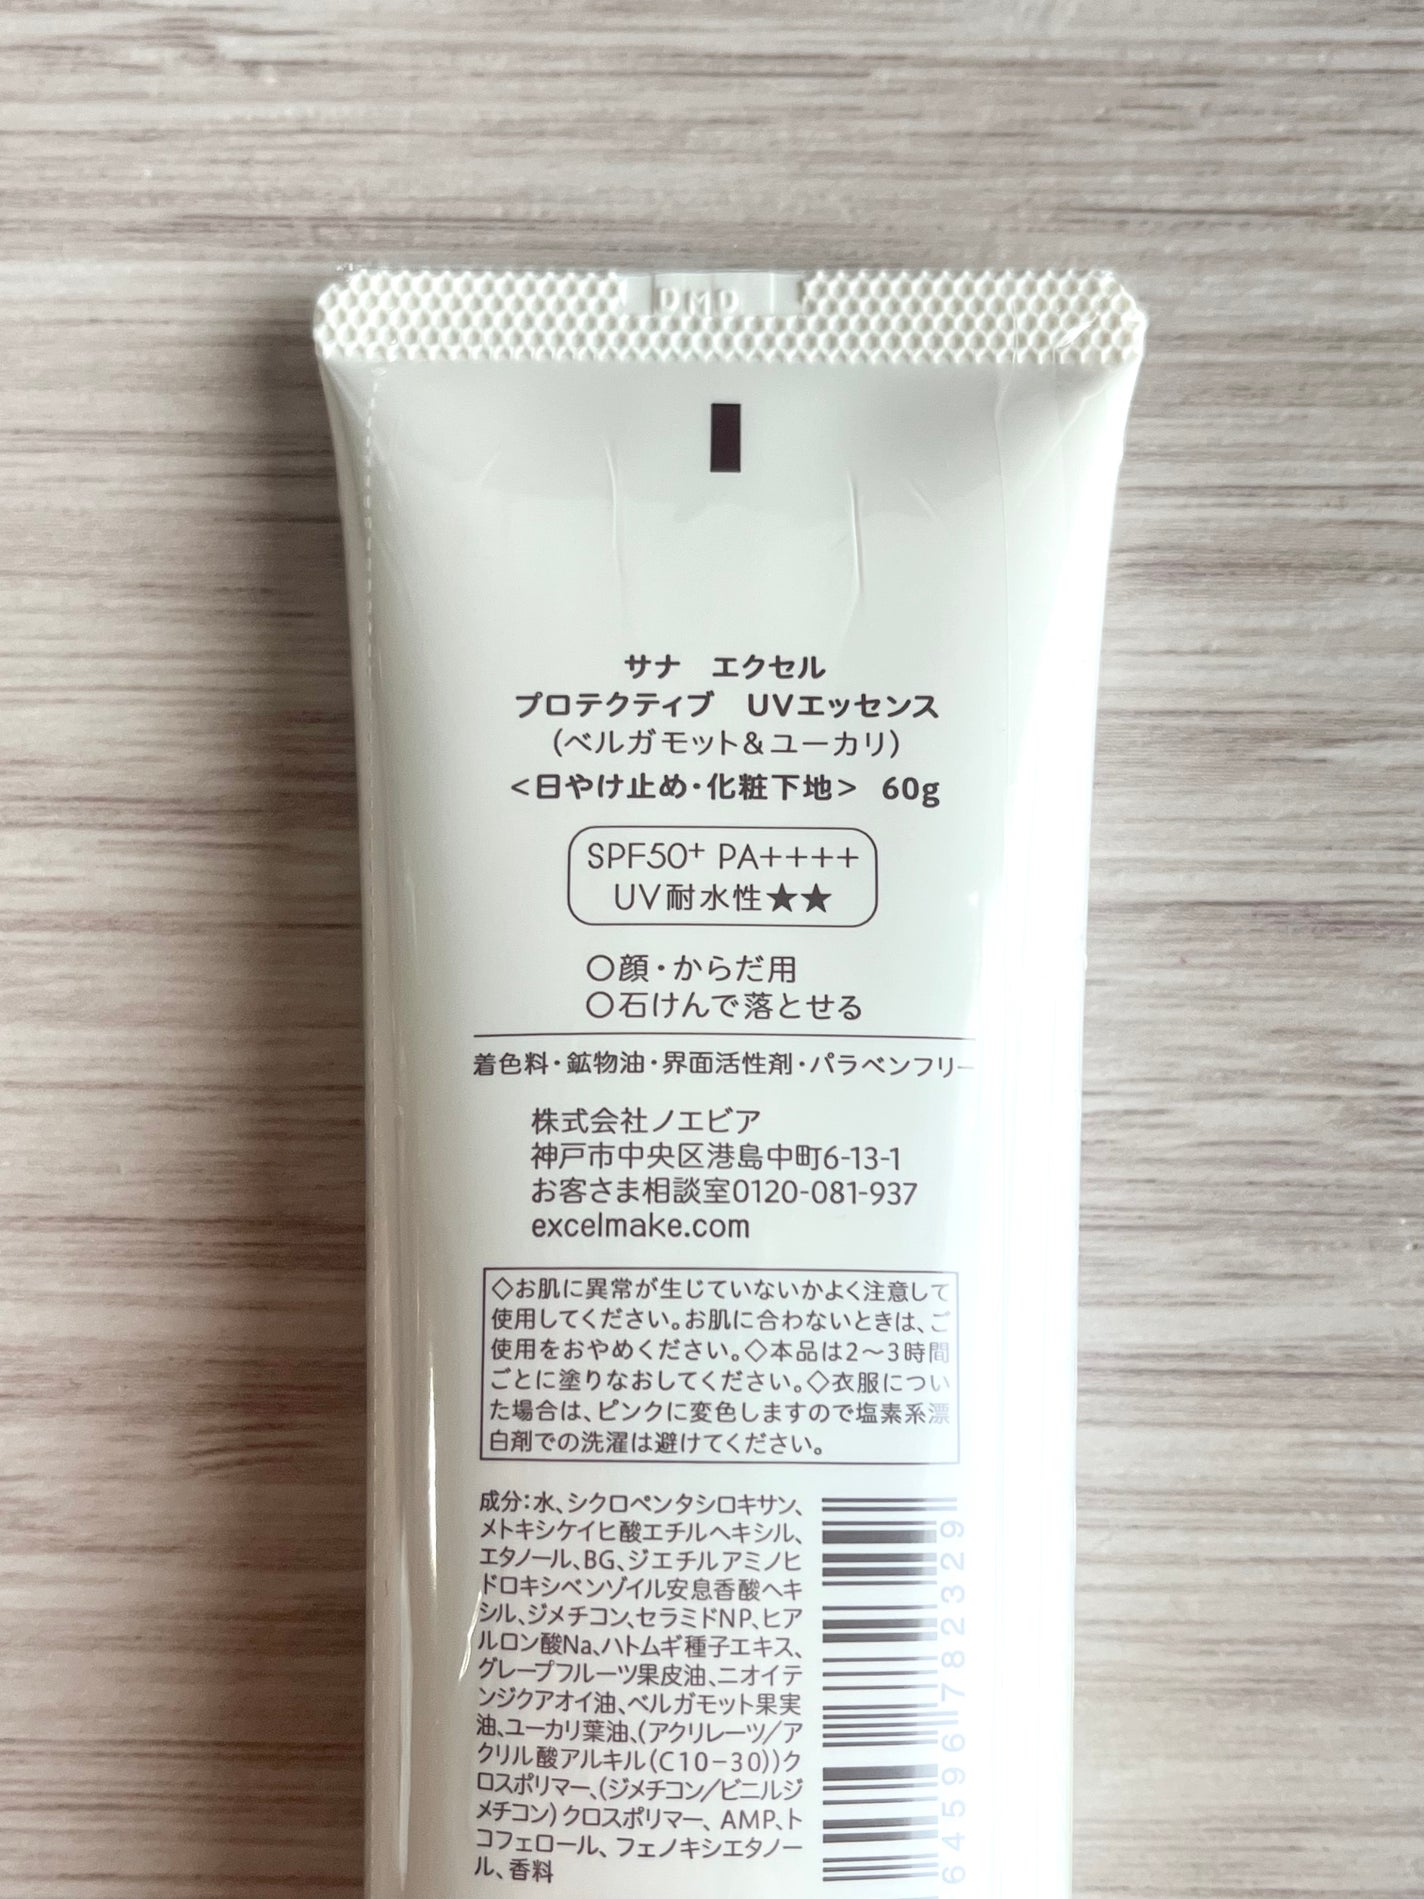 DMD
サナ　エクセル
プロテクティブ　UVエッセンス
(ベルガモット&ユーカリ)
<日やけ止め・化粧下地>　60g
SPF50+ PA++++
UV耐水性★★
○顔・からだ用
○石けんで落とせる
着色料・鉱物油・界面活性剤・パラベンフリー
株式会社ノエビア
神戸市中央区港島中町6-13-1
お客さま相談室0120-081-937
excelmake.com
◇お肌に異常が生じていないかよく注意して
使用してください。お肌に合わないときは、ご
使用をおやめください。◇本品は2〜3時間
ごとに塗りなおしてください。◇衣服につい
た場合は、ピンクに変色しますので塩素系漂
白剤での洗濯は避けてください。
成分:水、シクロペンタシロキサン、
メトキシケイヒ酸エチルヘキシル、
エタノール、BG、ジエチルアミノヒ
ドロキシベンゾイル安息香酸ヘキ
シル、ジメチコン、セラミドNP、ヒア
ルロン酸Na、ハトムギ種子エキス、
グレープフルーツ果皮油、ニオイテ
ンジクアオイ油、ベルガモット果実
油、ユーカリ葉油、(アクリレーツ/ア
クリル酸アルキル(C10-30))ク
ロスポリマー、(ジメチコン/ビニルジ
メチコン)クロスポリマー、AMP、ト
コフェロール、フェノキシエタノー
ル、香料
64596782329